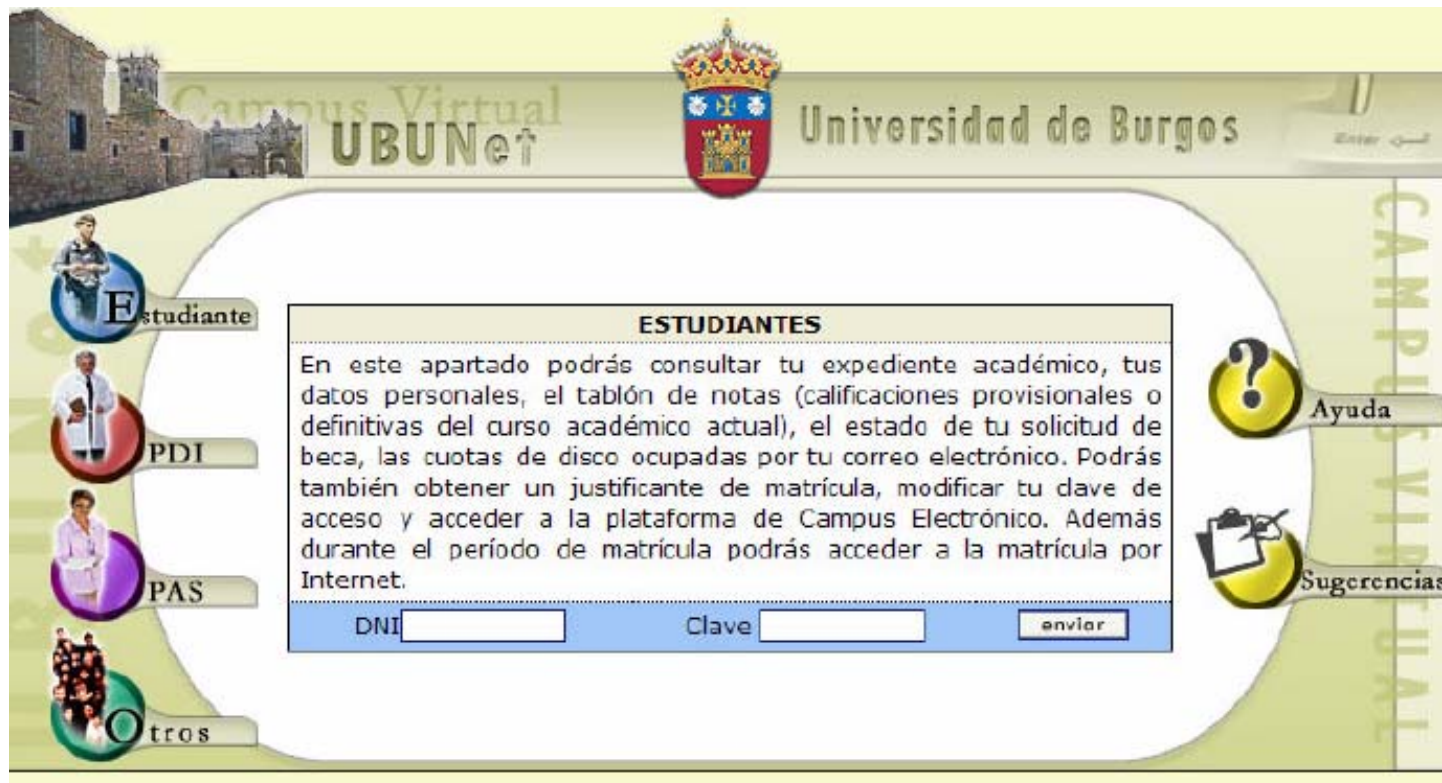 Campus Virtual
UBUNet
Universidad de Burgos
Enter
Estudiante
PDI
PAS
Otros
ESTUDIANTES
En este apartado podrás consultar tu expediente académico, tus
datos personales, el tablón de notas (calificaciones provisionales o
definitivas del curso académico actual), el estado de tu solicitud de
beca, las cuotas de disco ocupadas por tu correo electrónico. Podrás
también obtener un justificante de matrícula, modificar tu clave de
acceso y acceder a la plataforma de Campus Electrónico. Además
durante el período de matrícula podrás acceder a la matrícula por
Internet.
DNI Clave enviar
Ayuda
Sugerencias
CAMPUS VIRTUAL